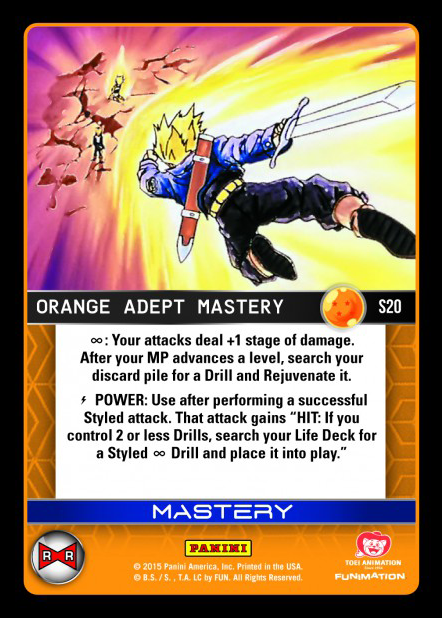 ORANGE ADEPT MASTERY S20
∞: Your attacks deal +1 stage of damage.
After your MP advances a level, search your
discard pile for a Drill and Rejuvenate it.
⚡ POWER: Use after performing a successful
Styled attack. That attack gains “HIT: If you
control 2 or less Drills, search your Life Deck for
a Styled ∞ Drill and place it into play.”
MASTERY
R R
PANINI
© 2015 Panini America, Inc. Printed in the USA.
© B.S. / S. , T.A. LC by FUN. All Rights Reserved.
TOEI ANIMATION
FUNIMATION